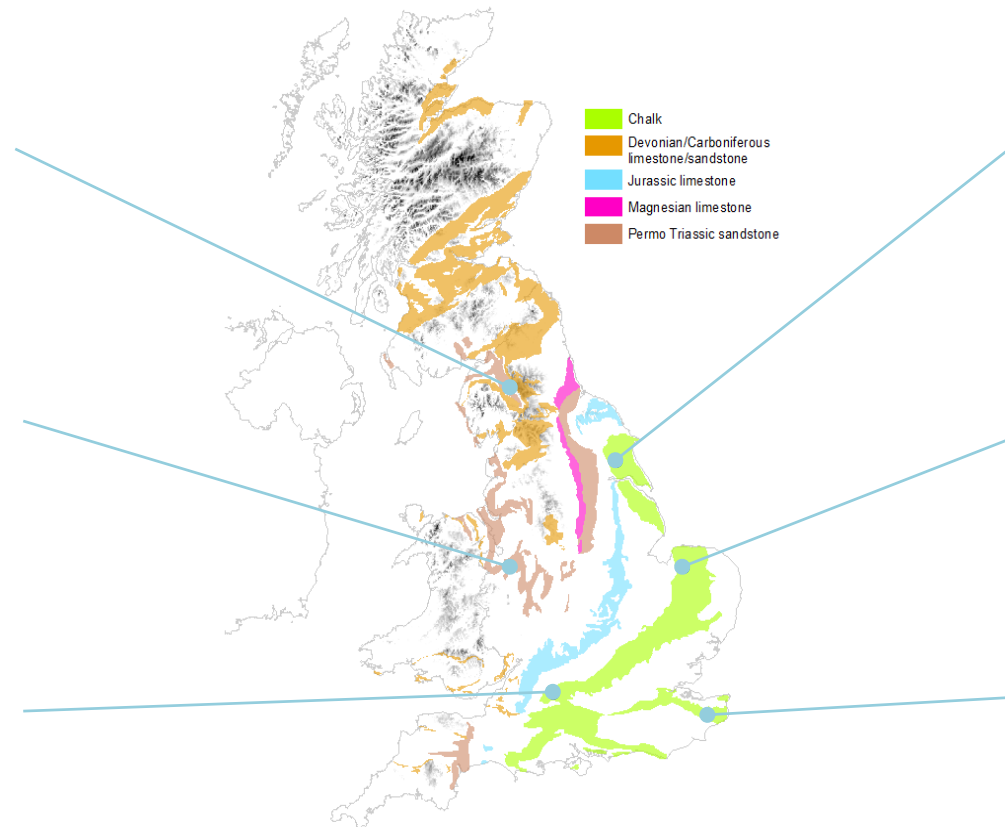 Chalk
Devonian/Carboniferous
limestone/sandstone
Jurassic limestone
Magnesian limestone
Permo Triassic sandstone